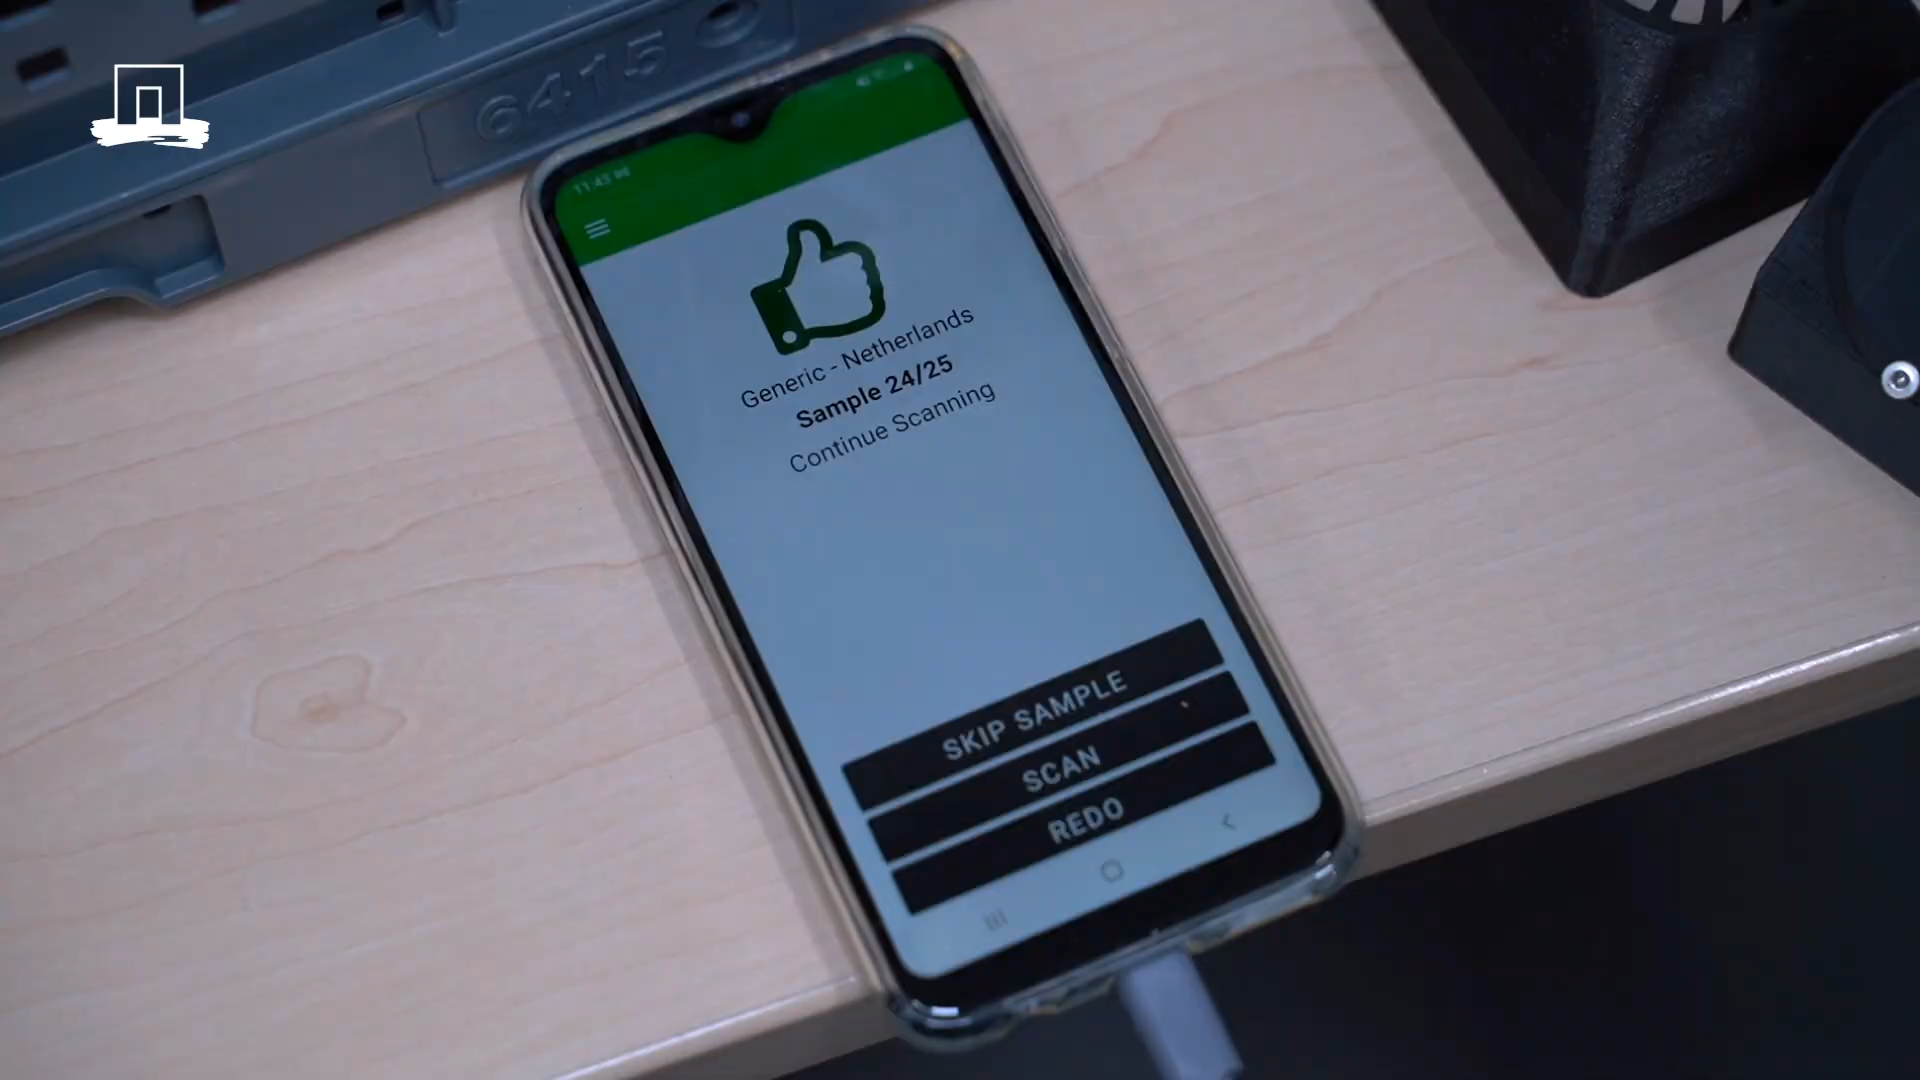 6415
11:43
Generic - Netherlands
Sample 24/25
Continue Scanning
SKIP SAMPLE
SCAN
REDO